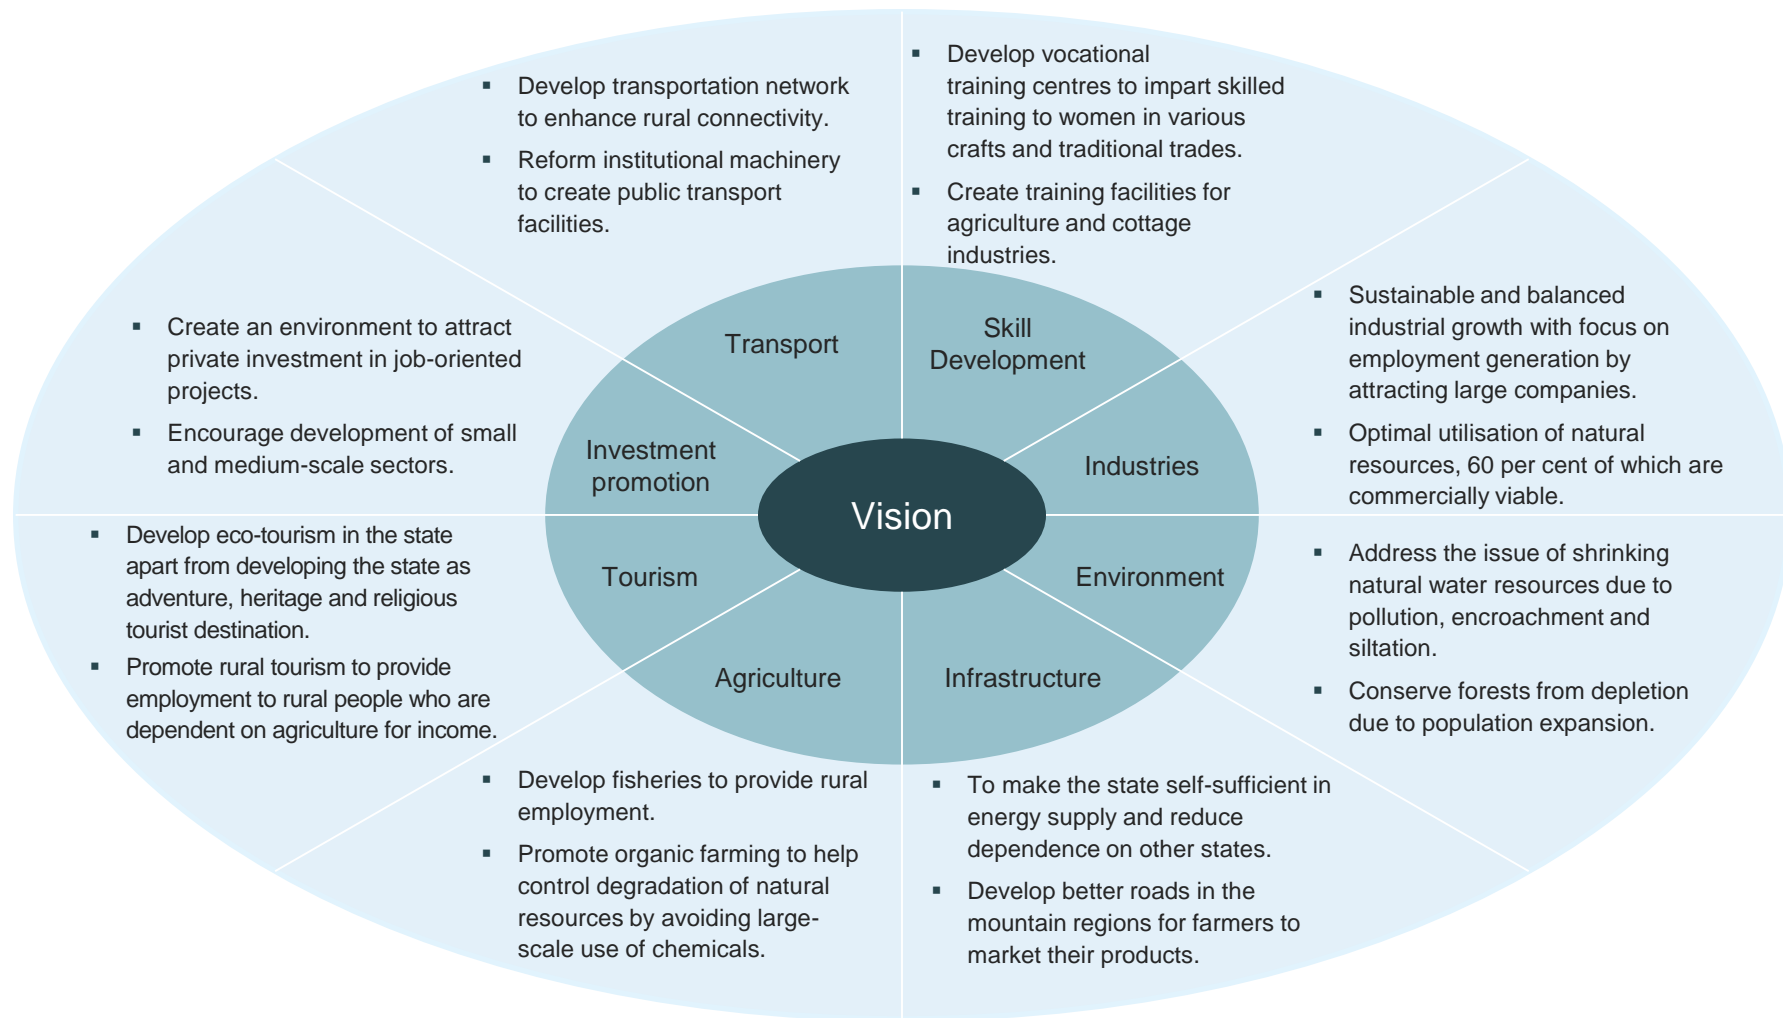 ▪ Develop transportation network
to enhance rural connectivity.
▪ Reform institutional machinery
to create public transport
facilities.
▪ Develop vocational
training centres to impart skilled
training to women in various
crafts and traditional trades.
▪ Create training facilities for
agriculture and cottage
industries.
▪ Create an environment to attract
private investment in job-oriented
projects.
▪ Encourage development of small
and medium-scale sectors.
Transport
Skill
Development
▪ Sustainable and balanced
industrial growth with focus on
employment generation by
attracting large companies.
▪ Optimal utilisation of natural
resources, 60 per cent of which are
commercially viable.
Investment
promotion
Industries
Vision
▪ Develop eco-tourism in the state
apart from developing the state as
adventure, heritage and religious
tourist destination.
▪ Promote rural tourism to provide
employment to rural people who are
dependent on agriculture for income.
Tourism
Environment
▪ Address the issue of shrinking
natural water resources due to
pollution, encroachment and
siltation.
▪ Conserve forests from depletion
due to population expansion.
Agriculture
Infrastructure
▪ Develop fisheries to provide rural
employment.
▪ Promote organic farming to help
control degradation of natural
resources by avoiding large-
scale use of chemicals.
▪ To make the state self-sufficient in
energy supply and reduce
dependence on other states.
▪ Develop better roads in the
mountain regions for farmers to
market their products.